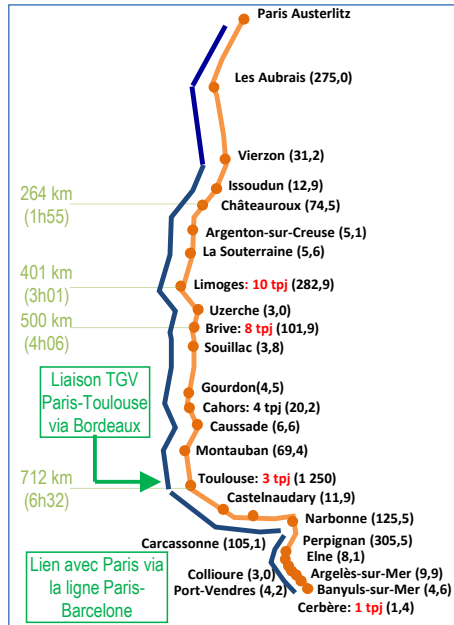 Paris Austerlitz
Les Aubrais (275,0)
Vierzon (31,2)
Issoudun (12,9)
264 km
(1h55)
Châteauroux (74,5)
Argenton-sur-Creuse (5,1)
La Souterraine (5,6)
401 km
(3h01)
Limoges: 10 tpj (282,9)
Uzerche (3,0)
500 km
(4h06)
Brive: 8 tpj (101,9)
Souillac (3,8)
Liaison TGV
Paris-Toulouse
via Bordeaux
Gourdon(4,5)
Cahors: 4 tpj (20,2)
Caussade (6,6)
Montauban (69,4)
712 km
(6h32)
Toulouse: 3 tpj (1 250)
Castelnaudary (11,9)
Narbonne (125,5)
Carcassonne (105,1)
Perpignan (305,5)
Elne (8,1)
Lien avec Paris via
la ligne Paris-
Barcelone
Collioure (3,0)
Argelès-sur-Mer (9,9)
Port-Vendres (4,2)
Banyuls-sur-Mer (4,6)
Cerbère: 1 tpj (1,4)